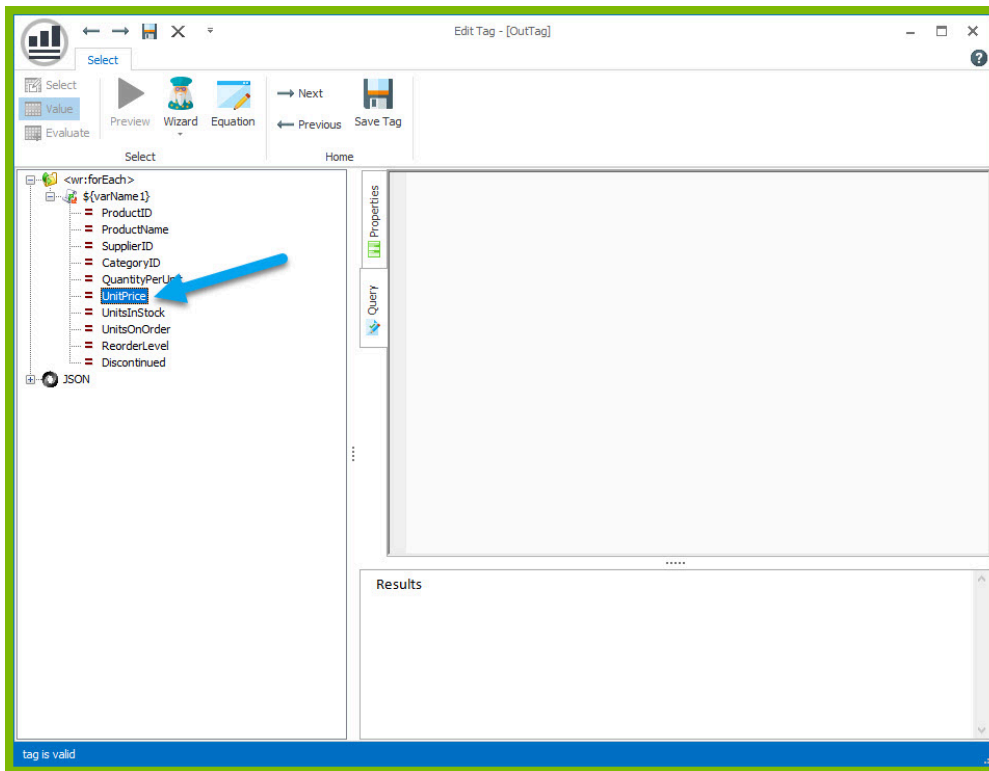 Edit Tag - [OutTag]
Select
Select
Value
Evaluate
Preview
Wizard
Equation
Next
Previous
Save Tag
Select
Home
<wr:forEach>
${varName1}
ProductID
ProductName
SupplierID
CategoryID
QuantityPerUnit
UnitPrice
UnitsInStock
UnitsOnOrder
ReorderLevel
Discontinued
JSON
Properties
Query
Results
tag is valid